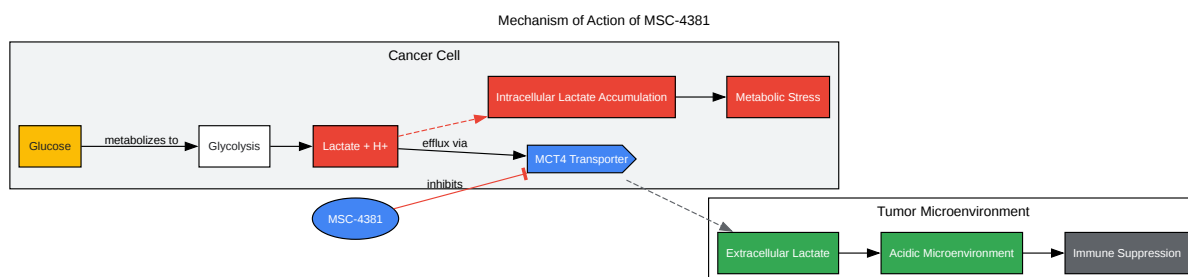 Mechanism of Action of MSC-4381
Cancer Cell
Intracellular Lactate Accumulation
Metabolic Stress
Glucose
metabolizes to
Glycolysis
Lactate + H+
efflux via
MCT4 Transporter
inhibits
MSC-4381
Tumor Microenvironment
Extracellular Lactate
Acidic Microenvironment
Immune Suppression